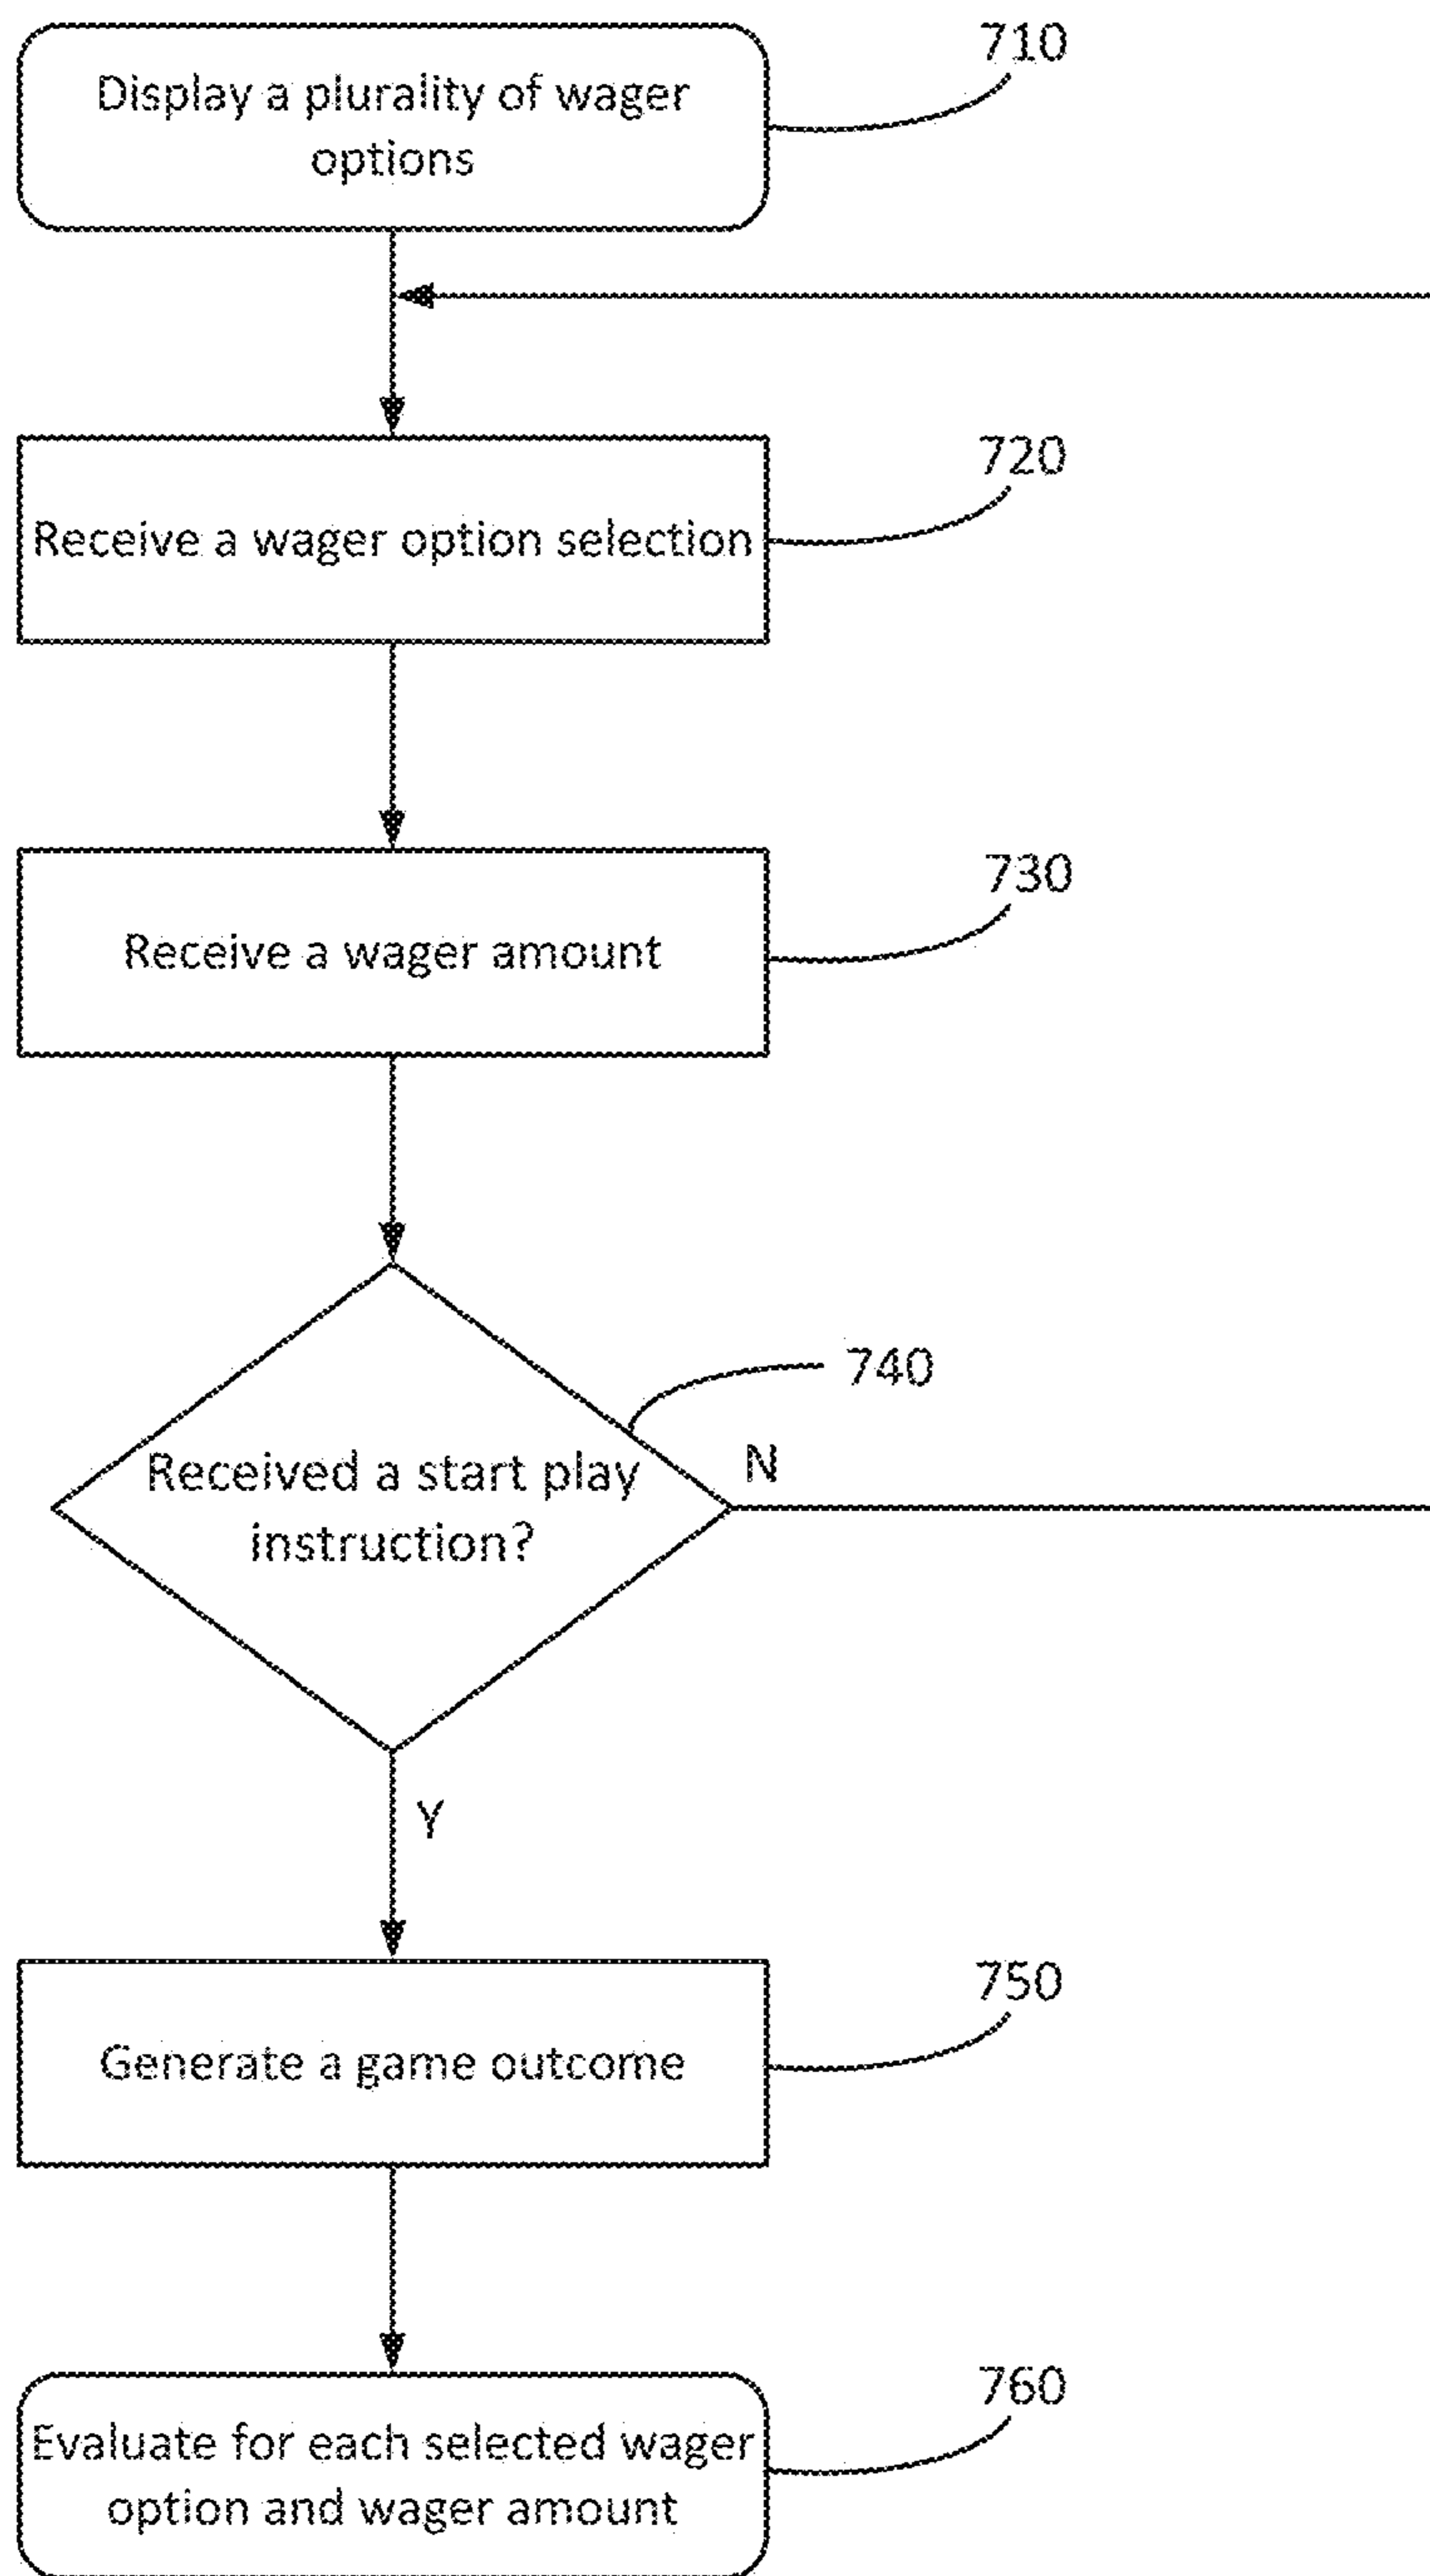 710
Display a plurality of wager
options
720
Receive a wager option selection
730
Receive a wager amount
740
Received a start play
instruction?
N
Y
750
Generate a game outcome
760
Evaluate for each selected wager
option and wager amount